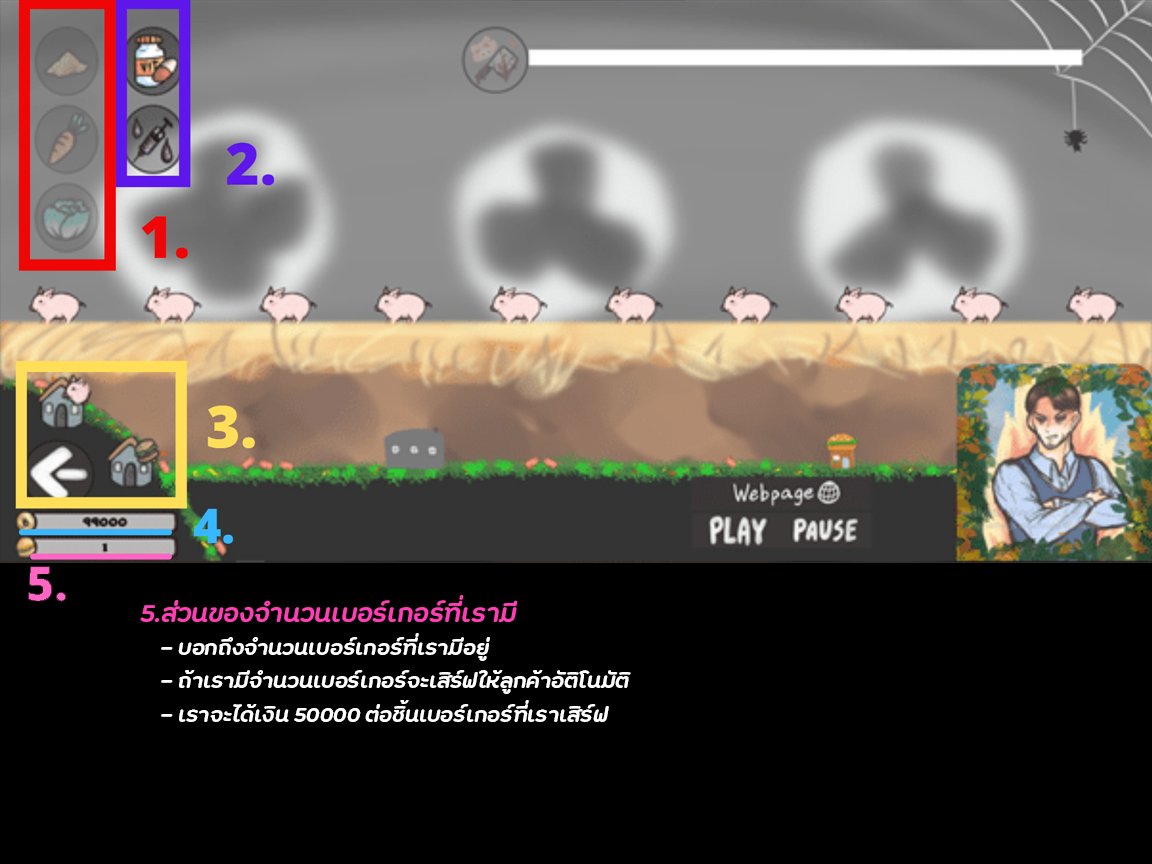 2.
1.
3.
99000
4.
1
Webpage
PLAY PAUSE
5.
5.ส่วนของจำนวนเบอร์เกอร์ที่เรามี
– บอกถึงจำนวนเบอร์เกอร์ที่เรามีอยู่
– ถ้าเรามีจำนวนเบอร์เกอร์จะเสิร์ฟให้ลูกค้าอัติโนมัติ
– เราจะได้เงิน 50000 ต่อชิ้นเบอร์เกอร์ที่เราเสิร์ฟ